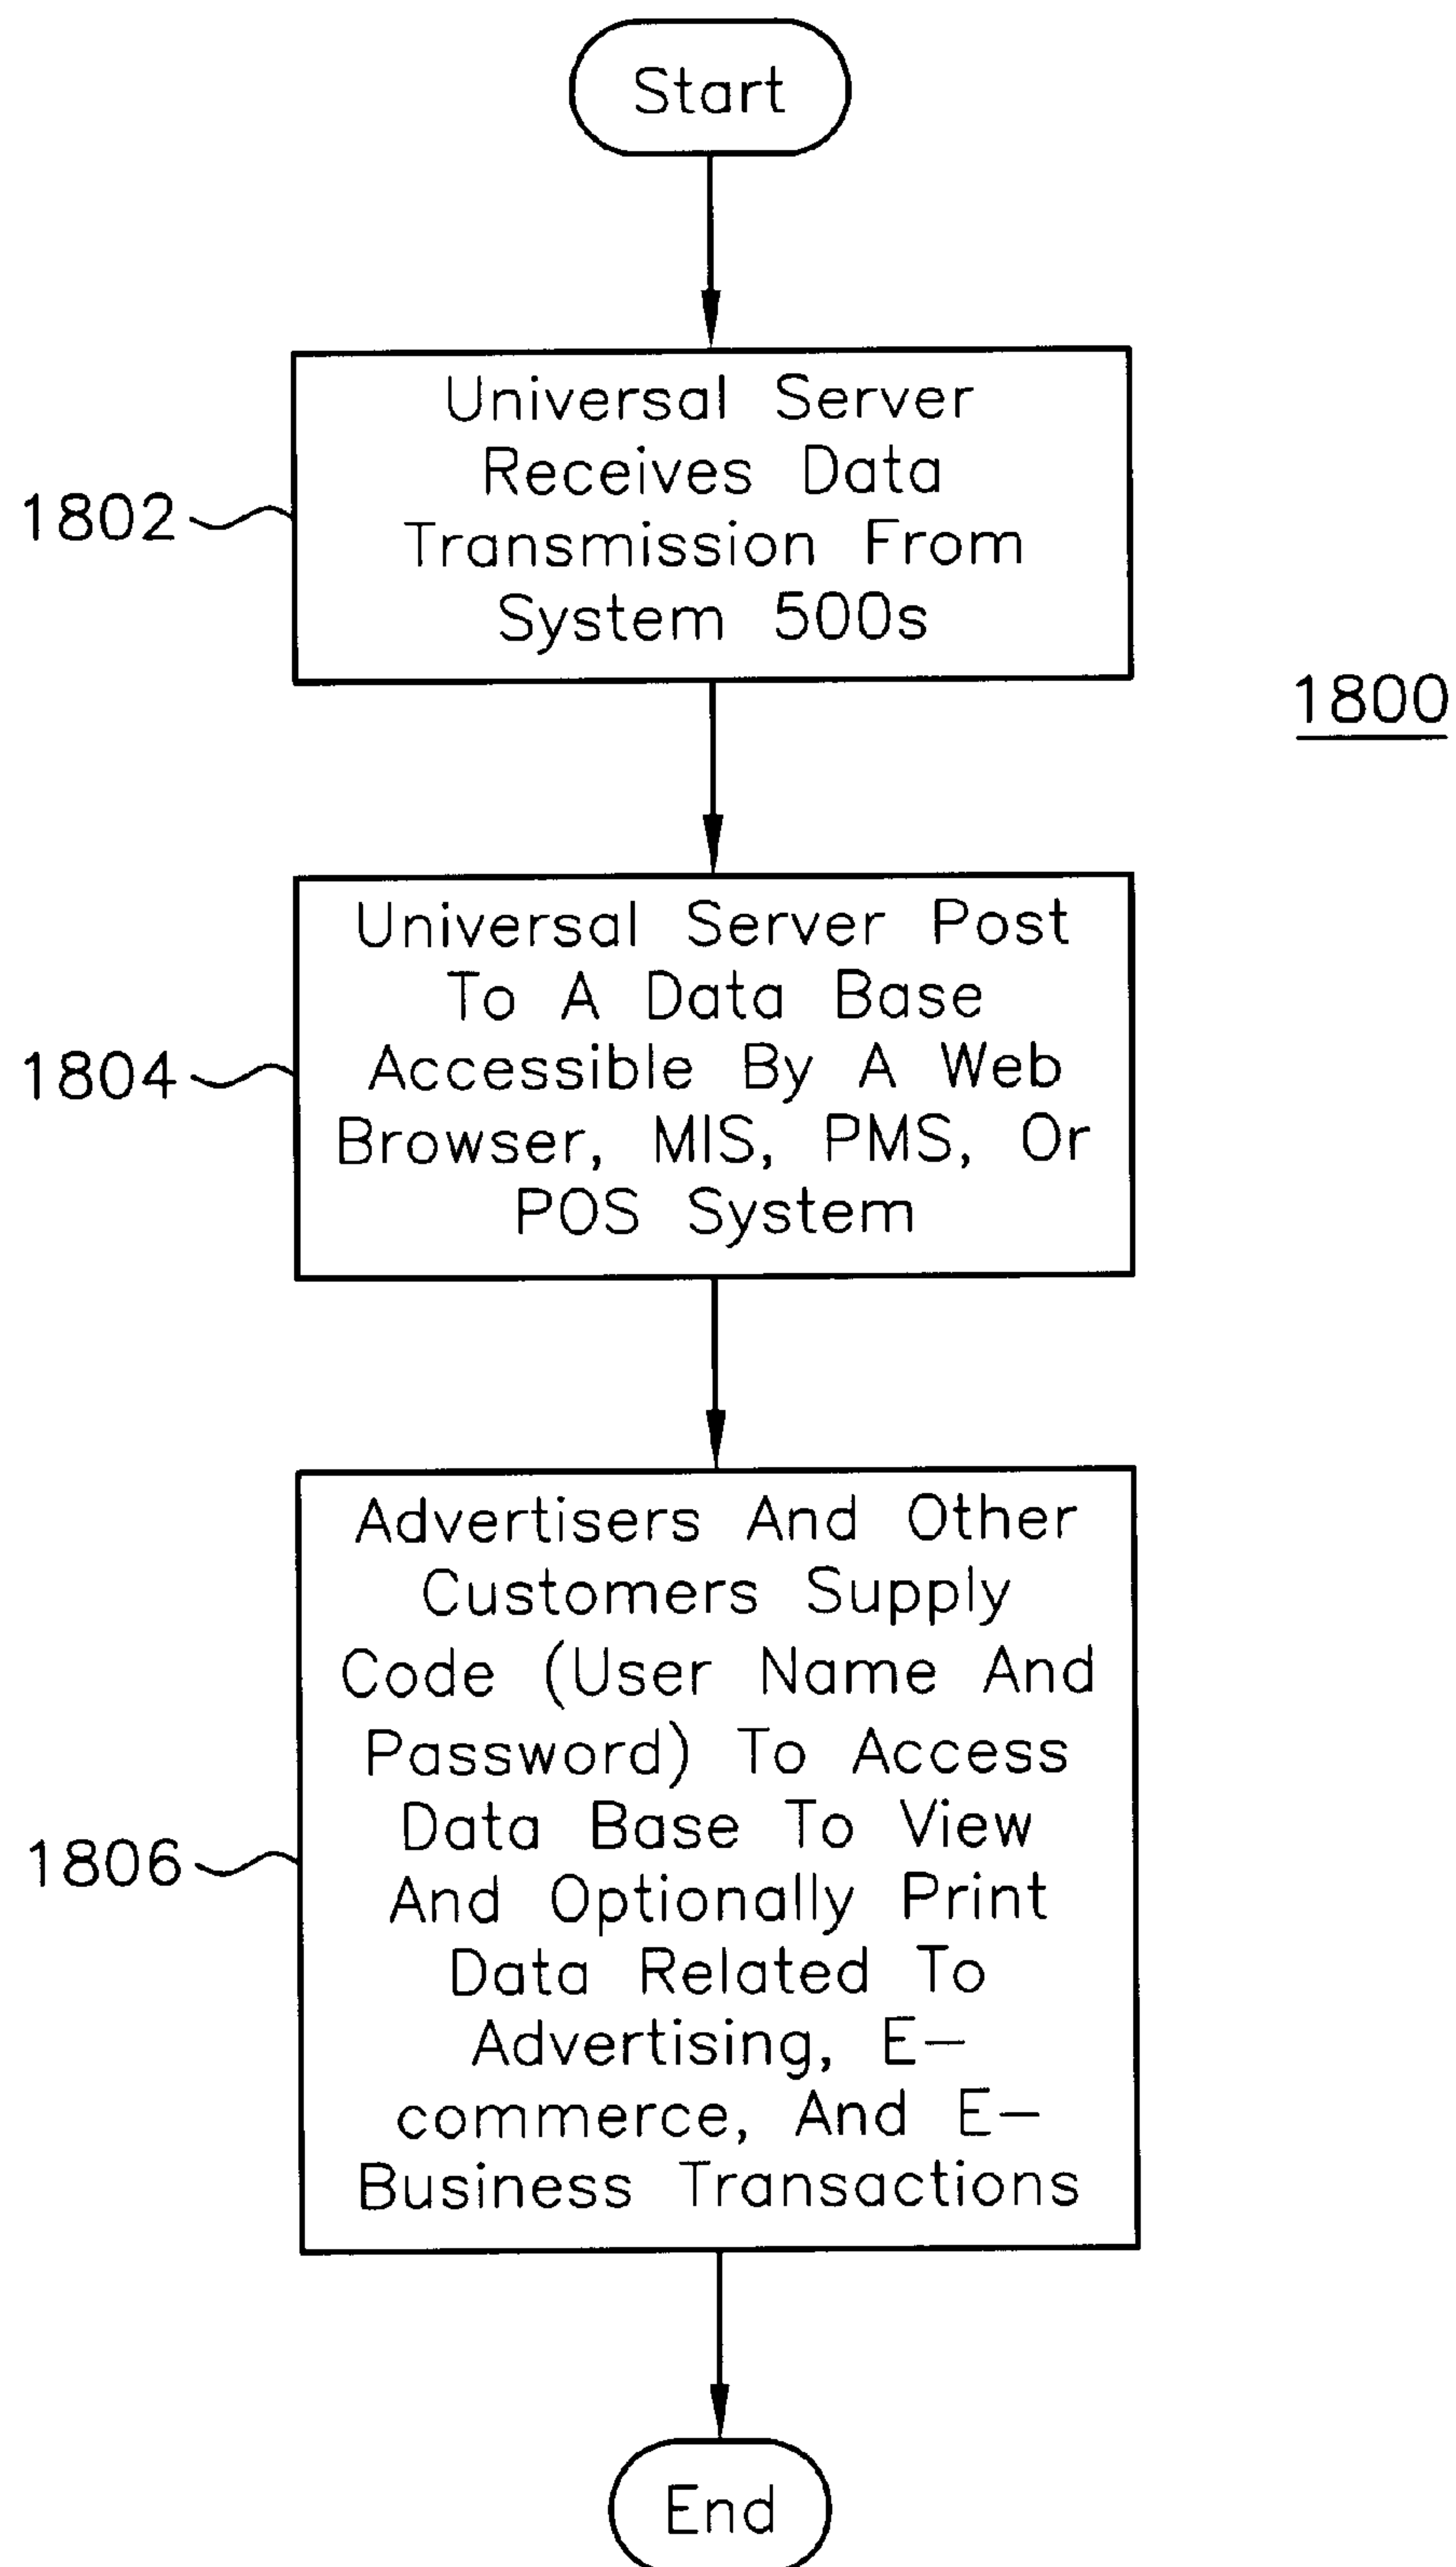 Start
Universal Server
Receives Data
1802
Transmission From
System 500s
1800
Universal Server Post
To A Data Base
1804
Accessible By A Web
Browser, MIS, PMS, Or
POS System
Advertisers And Other
Customers Supply
Code (User Name And
Password) To Access
Data Base To View
1806
And Optionally Print
Data Related To
Advertising, E-
commerce, And E-
Business Transactions
End